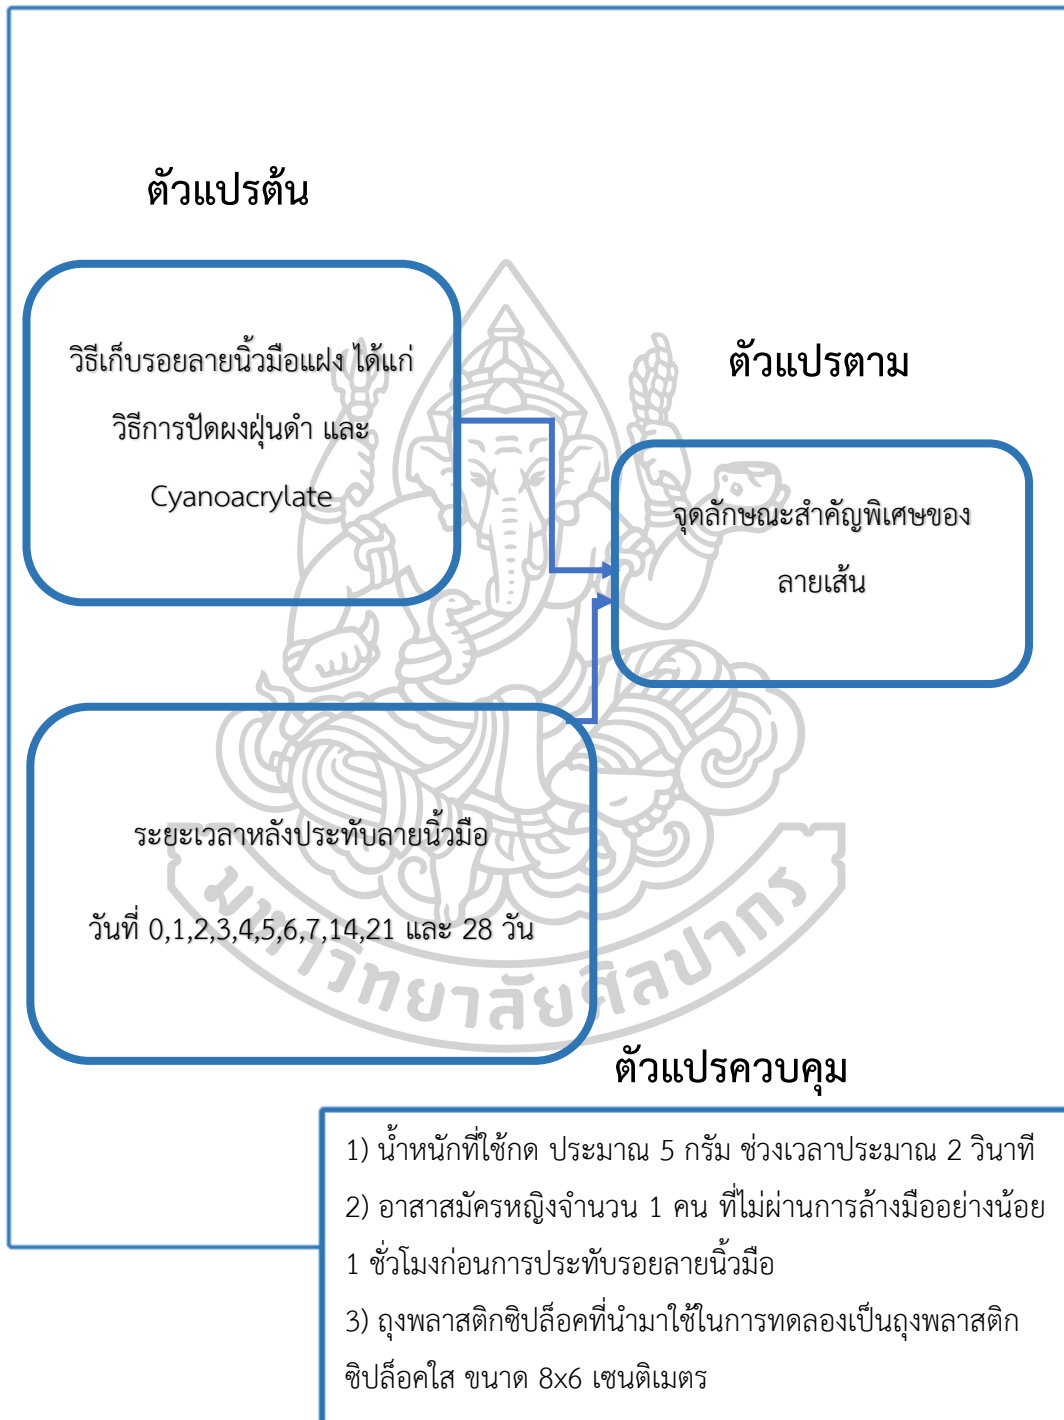 ตัวแปรต้น
วิธีเก็บรอยลายนิ้วมือแฝง ได้แก่
วิธีการปัดผงฝุ่นดำ และ
Cyanoacrylate
ตัวแปรตาม
จุดลักษณะสำคัญพิเศษของ
ลายเส้น
ระยะเวลาหลังประทับลายนิ้วมือ
วันที่ 0,1,2,3,4,5,6,7,14,21 และ 28 วัน
มหาวิทยาลัยศิลปากร
ตัวแปรควบคุม
1) น้ำหนักที่ใช้กด ประมาณ 5 กรัม ช่วงเวลาประมาณ 2 วินาที
2) อาสาสมัครหญิงจำนวน 1 คน ที่ไม่ผ่านการล้างมืออย่างน้อย
1 ชั่วโมงก่อนการประทับรอยลายนิ้วมือ
3) ถุงพลาสติกซิปล็อคที่นำมาใช้ในการทดลองเป็นถุงพลาสติก
ซิปล็อคใส ขนาด 8x6 เซนติเมตร